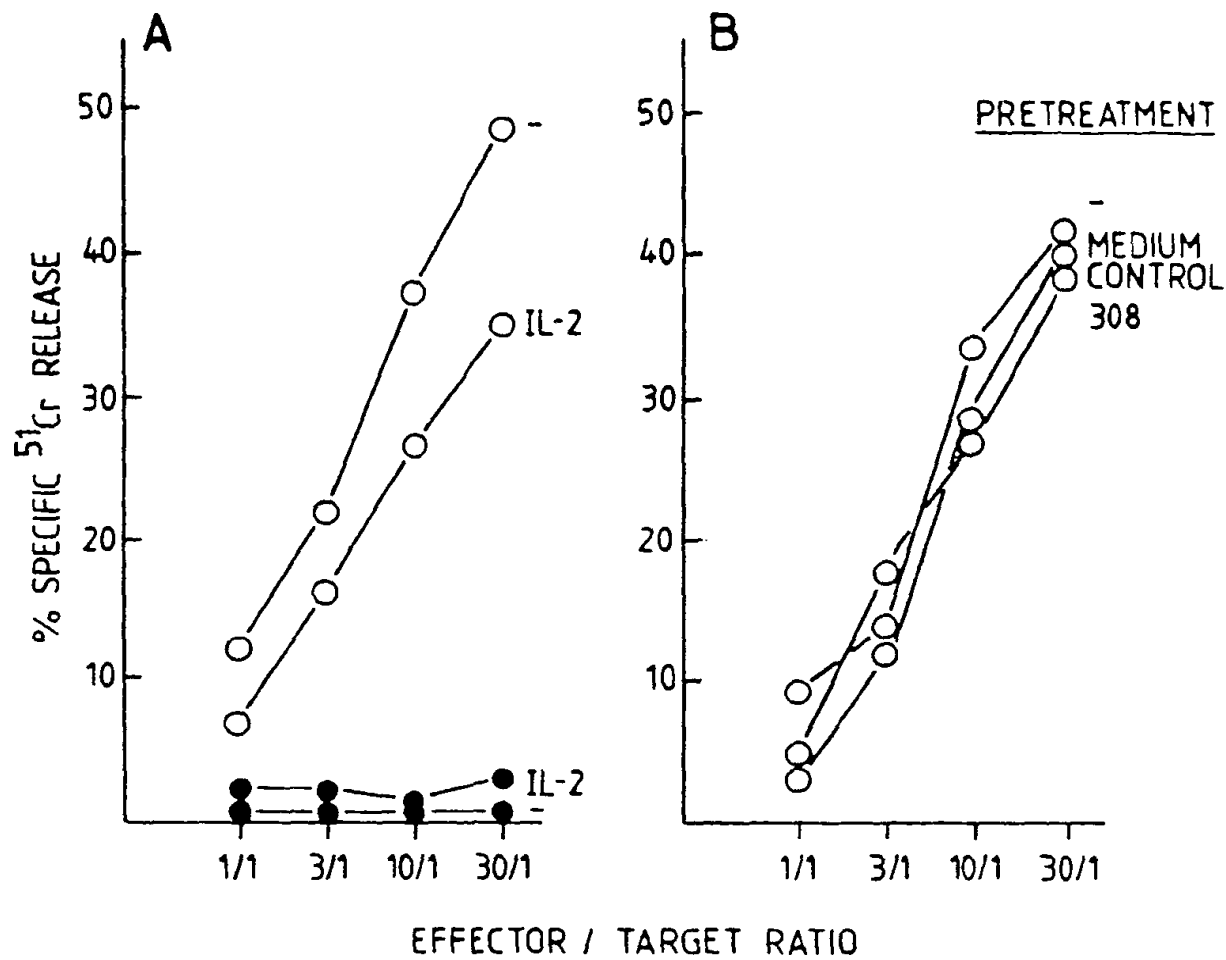 A
50
40
30
20
10
% SPECIFIC ⁵¹Cr RELEASE
-
IL-2
IL-2
-
1/1 3/1 10/1 30/1
B
50
40
30
20
10
PRETREATMENT
-
MEDIUM
CONTROL
308
1/1 3/1 10/1 30/1
EFFECTOR / TARGET RATIO